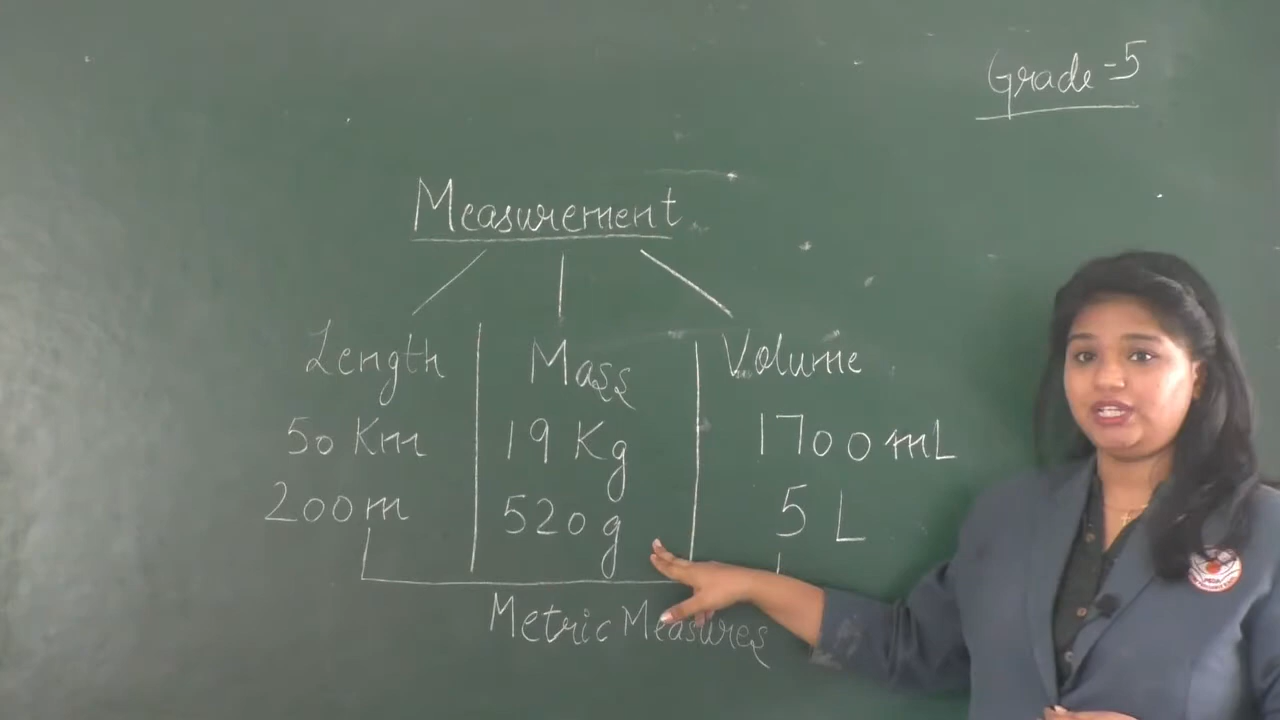 Grade-5
Measurement
Length Mass Volume
50 Km 19 Kg 1700 mL
200m 520g 5 L
Metric Measures